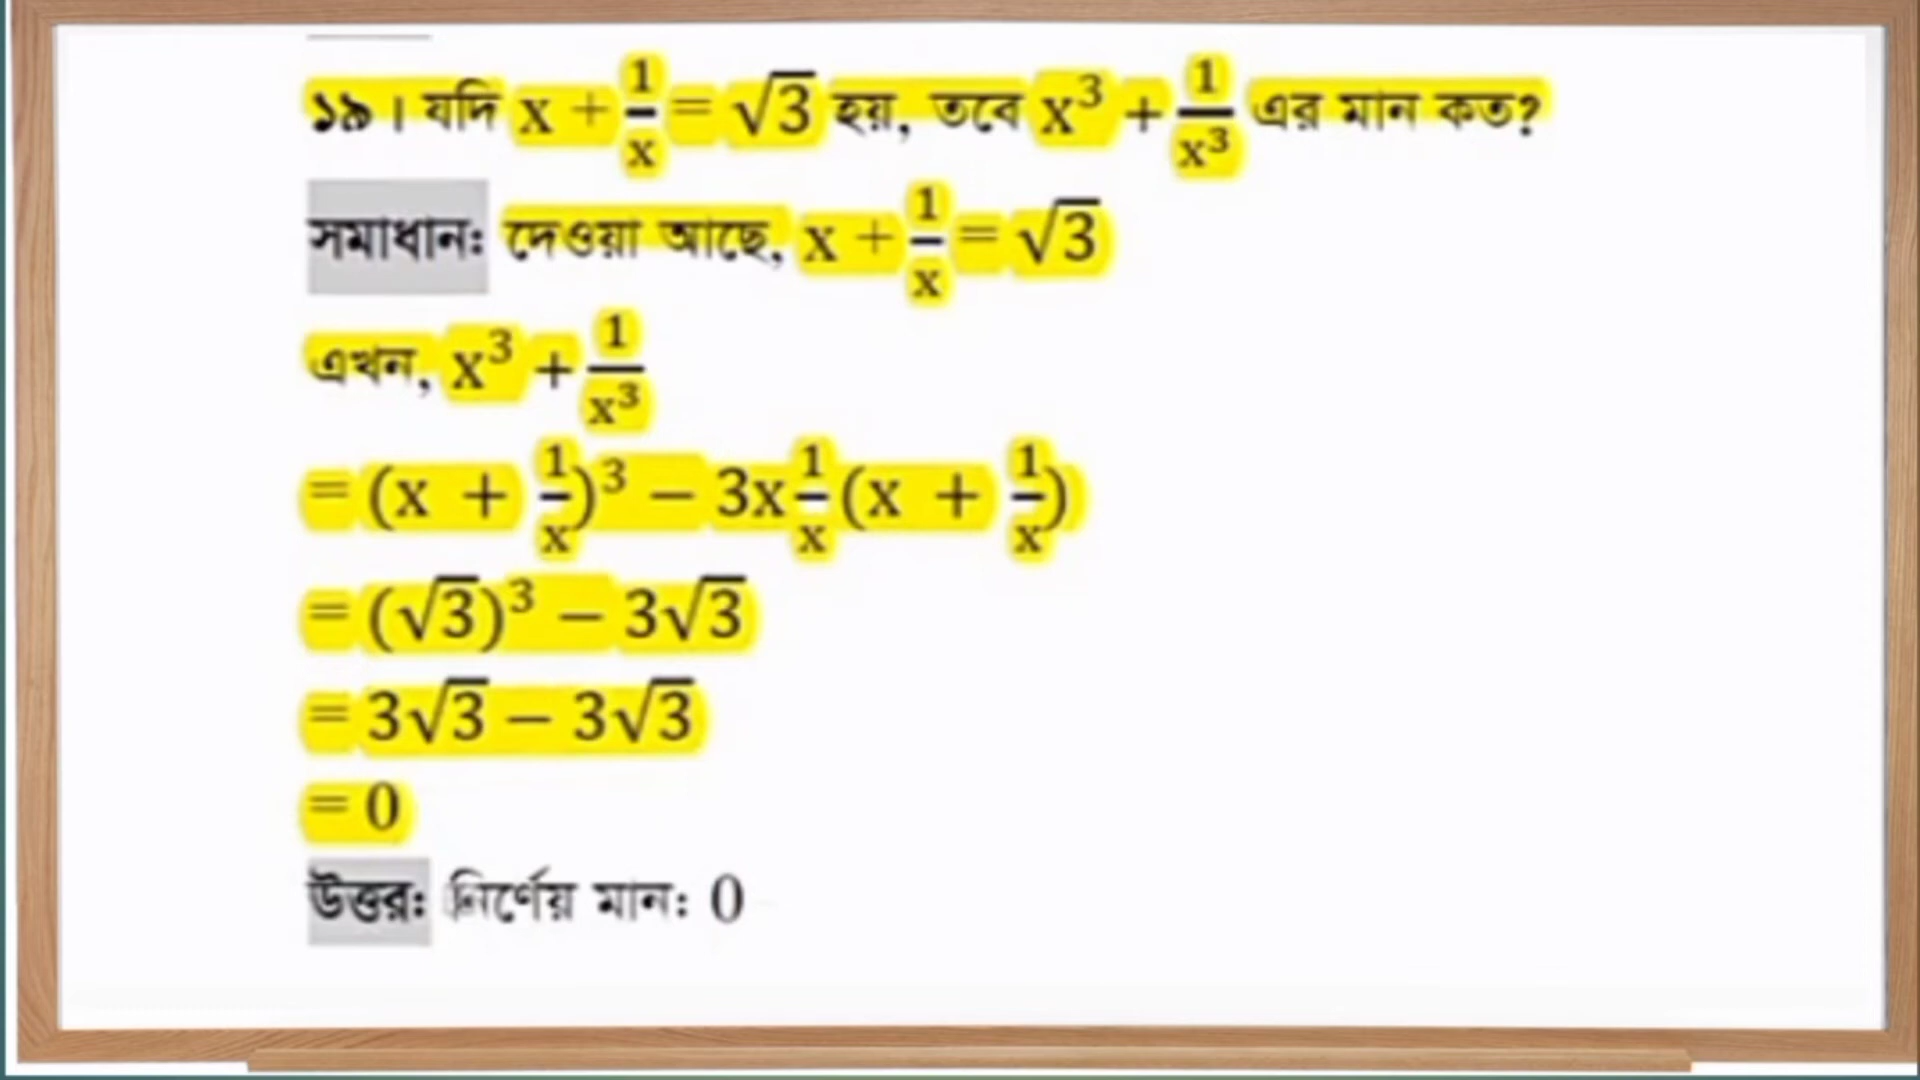 ১৯। যদি x + 1/x = √3 হয়, তবে x³ + 1/x³ এর মান কত?
সমাধানঃ দেওয়া আছে, x + 1/x = √3
এখন, x³ + 1/x³
= (x + 1/x)³ − 3x 1/x (x + 1/x)
= (√3)³ − 3√3
= 3√3 − 3√3
= 0
উত্তরঃ নির্ণেয় মানঃ 0